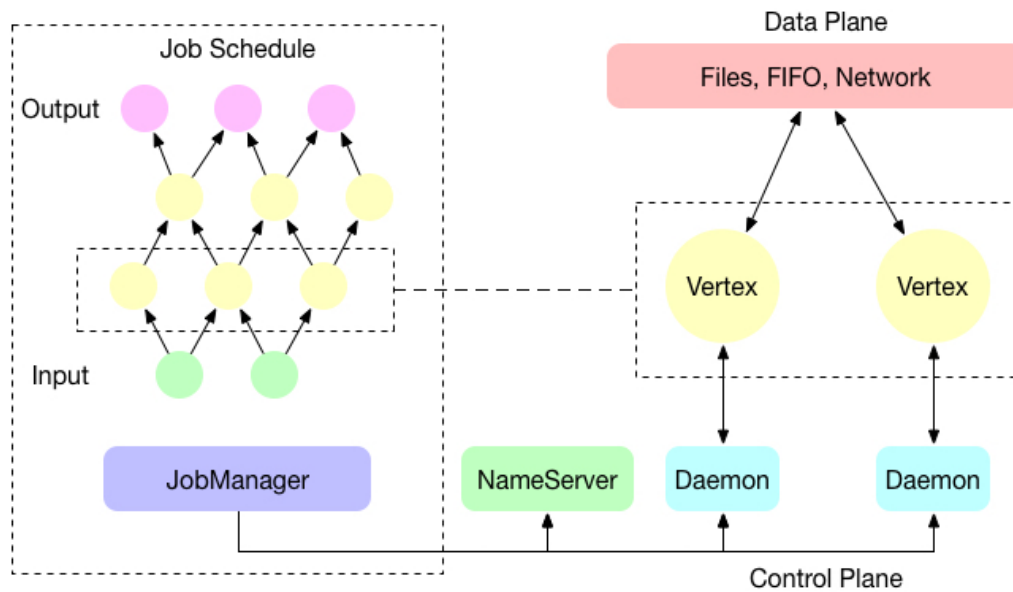 Job Schedule
Output
Input
JobManager
Data Plane
Files, FIFO, Network
Vertex
Vertex
NameServer
Daemon
Daemon
Control Plane